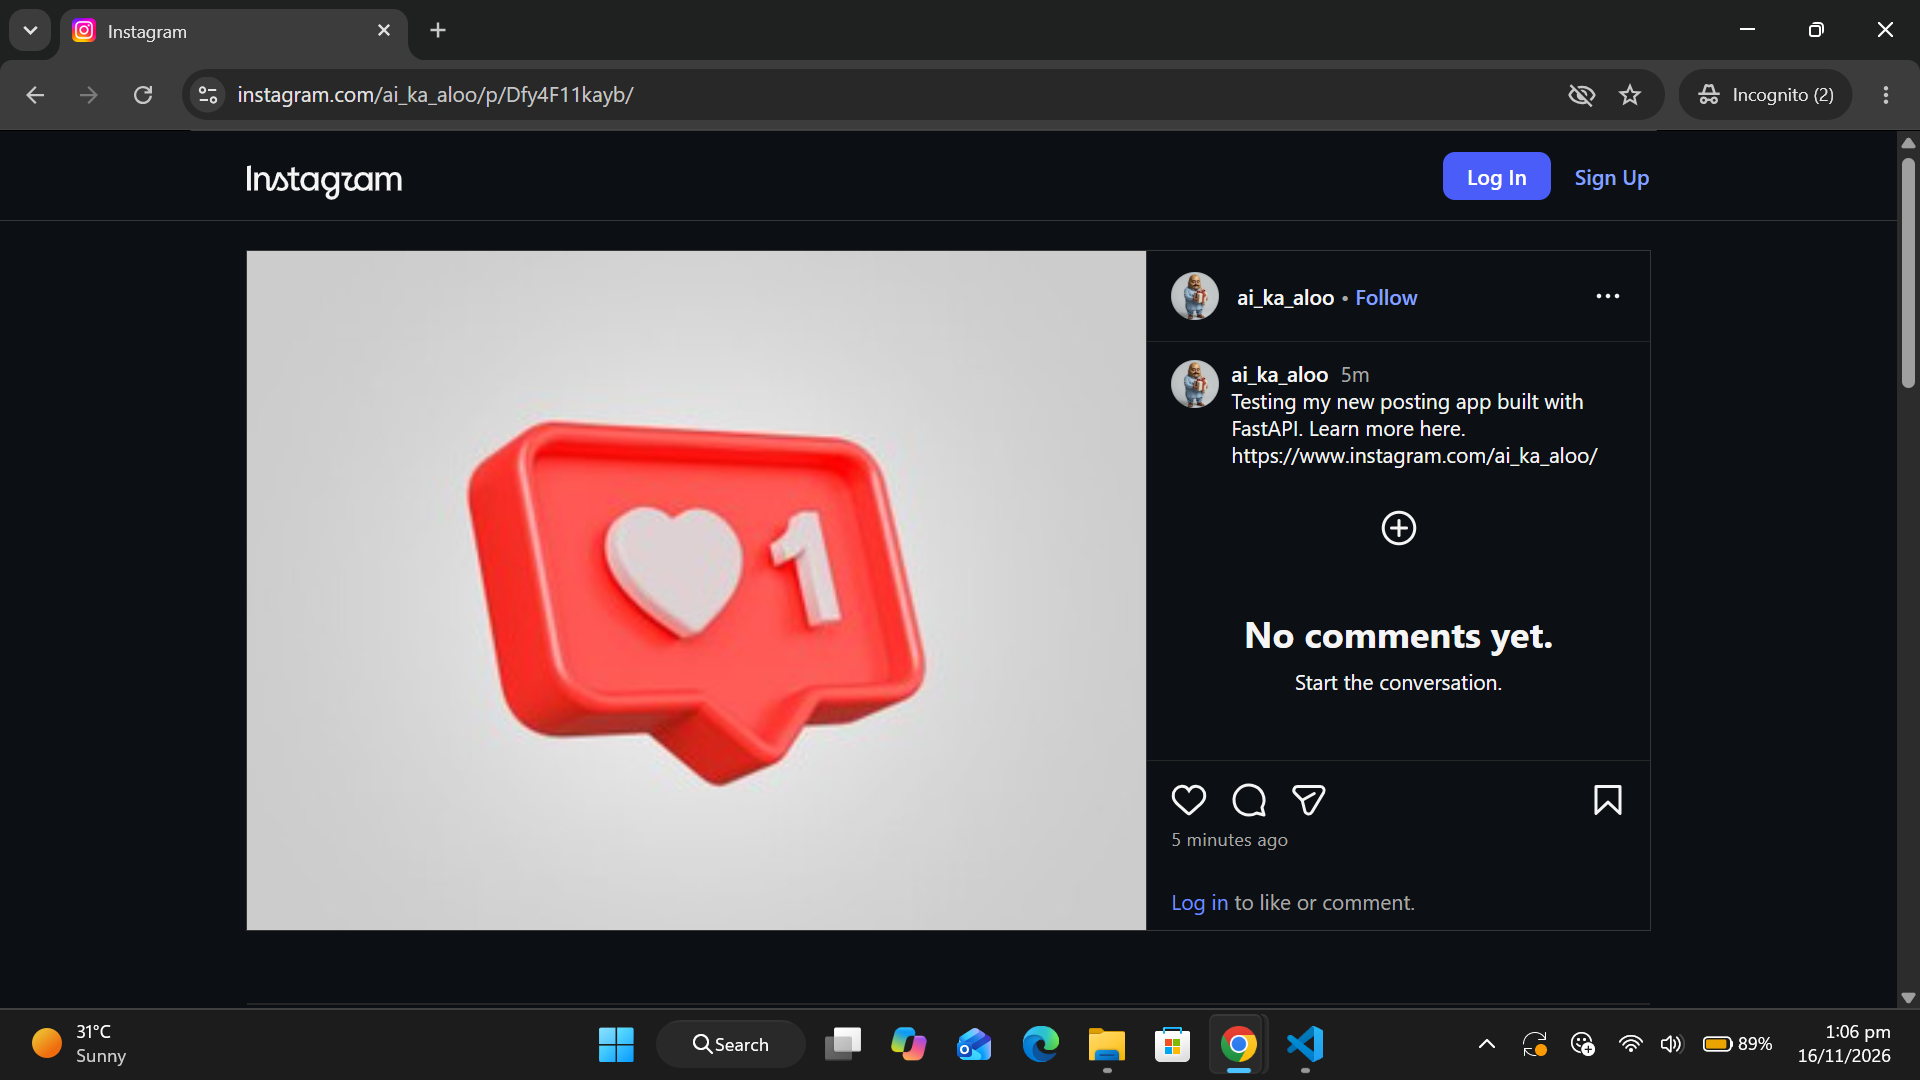 Instagram
instagram.com/ai_ka_aloo/p/Dfy4F11kayb/
Incognito (2)
Instagram
Log In
Sign Up
ai_ka_aloo • Follow
ai_ka_aloo 5m
Testing my new posting app built with
FastAPI. Learn more here.
https://www.instagram.com/ai_ka_aloo/
1
No comments yet.
Start the conversation.
5 minutes ago
Log in to like or comment.
31°C
Sunny
Search
89%
1:06 pm
16/11/2026